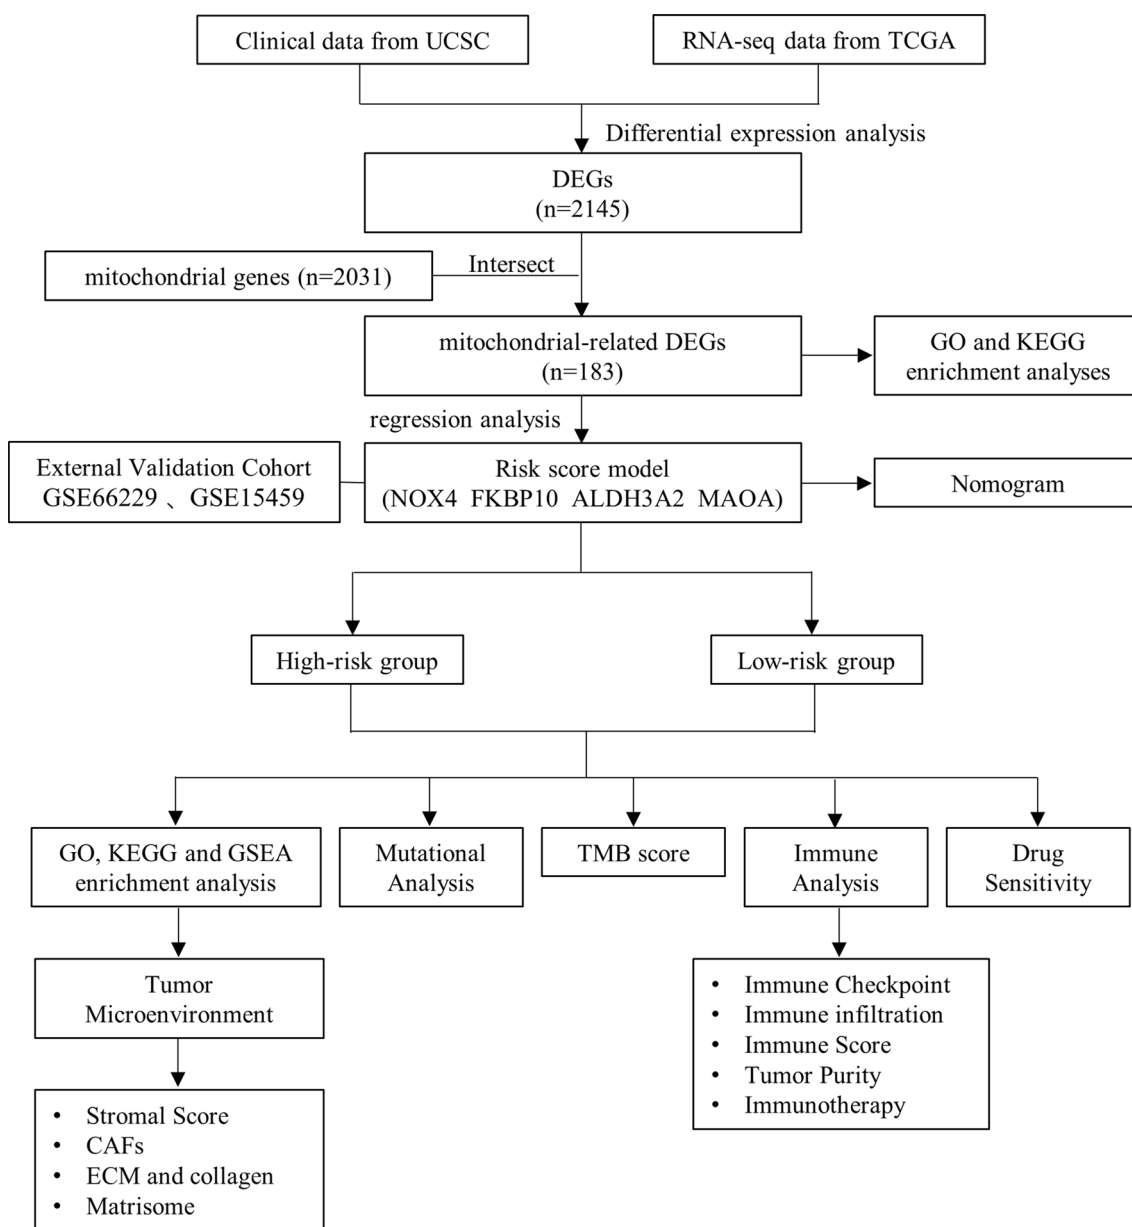 Clinical data from UCSC
RNA-seq data from TCGA
Differential expression analysis
DEGs
(n=2145)
mitochondrial genes (n=2031)
Intersect
mitochondrial-related DEGs
(n=183)
GO and KEGG
enrichment analyses
regression analysis
External Validation Cohort
GSE66229 、GSE15459
Risk score model
(NOX4 FKBP10 ALDH3A2 MAOA)
Nomogram
High-risk group
Low-risk group
GO, KEGG and GSEA
enrichment analysis
Mutational
Analysis
TMB score
Immune
Analysis
Drug
Sensitivity
Tumor
Microenvironment
• Immune Checkpoint
• Immune infiltration
• Immune Score
• Tumor Purity
• Immunotherapy
• Stromal Score
• CAFs
• ECM and collagen
• Matrisome